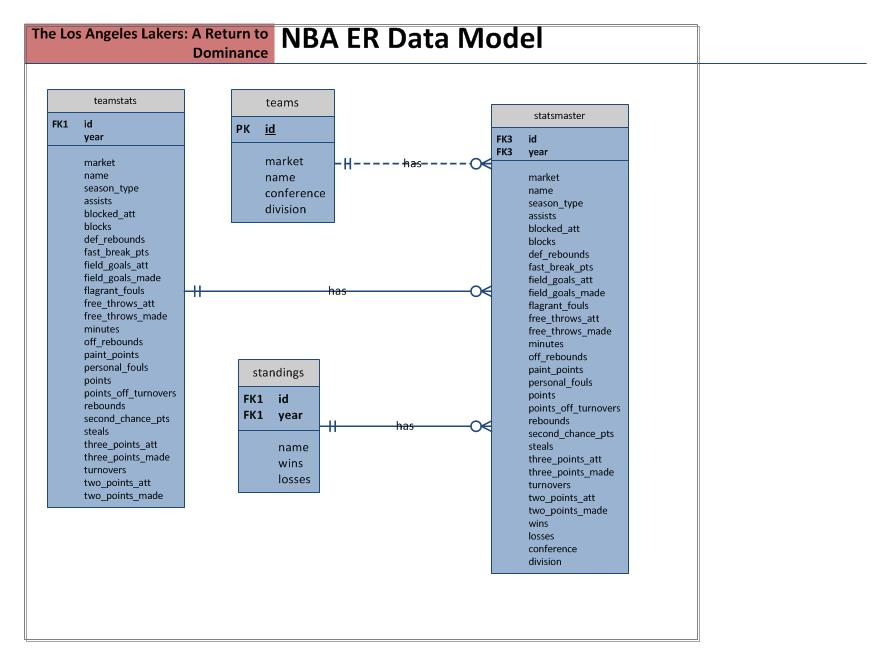 The Los Angeles Lakers: A Return to
Dominance
NBA ER Data Model
teamstats
FK1 id
year
market
name
season_type
assists
blocked_att
blocks
def_rebounds
fast_break_pts
field_goals_att
field_goals_made
flagrant_fouls
free_throws_att
free_throws_made
minutes
off_rebounds
paint_points
personal_fouls
points
points_off_turnovers
rebounds
second_chance_pts
steals
three_points_att
three_points_made
turnovers
two_points_att
two_points_made
teams
PK id
market
name
conference
division
has
has
standings
FK1 id
FK1 year
name
wins
losses
has
statsmaster
FK3 id
FK3 year
market
name
season_type
assists
blocked_att
blocks
def_rebounds
fast_break_pts
field_goals_att
field_goals_made
flagrant_fouls
free_throws_att
free_throws_made
minutes
off_rebounds
paint_points
personal_fouls
points
points_off_turnovers
rebounds
second_chance_pts
steals
three_points_att
three_points_made
turnovers
two_points_att
two_points_made
wins
losses
conference
division